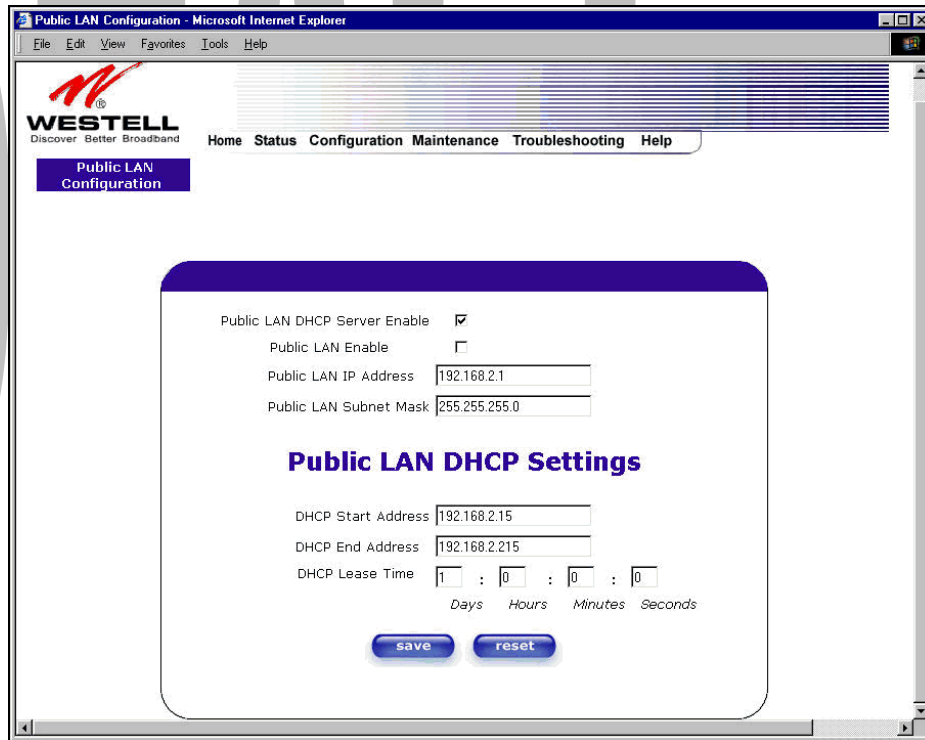 Public LAN Configuration - Microsoft Internet Explorer
File Edit View Favorites Tools Help
WESTELL
®
Discover Better Broadband
Home Status Configuration Maintenance Troubleshooting Help
Public LAN
Configuration
Public LAN DHCP Server Enable
Public LAN Enable
Public LAN IP Address 192.168.2.1
Public LAN Subnet Mask 255.255.255.0
Public LAN DHCP Settings
DHCP Start Address 192.168.2.15
DHCP End Address 192.168.2.215
DHCP Lease Time 1 : 0 : 0 : 0
Days Hours Minutes Seconds
save reset